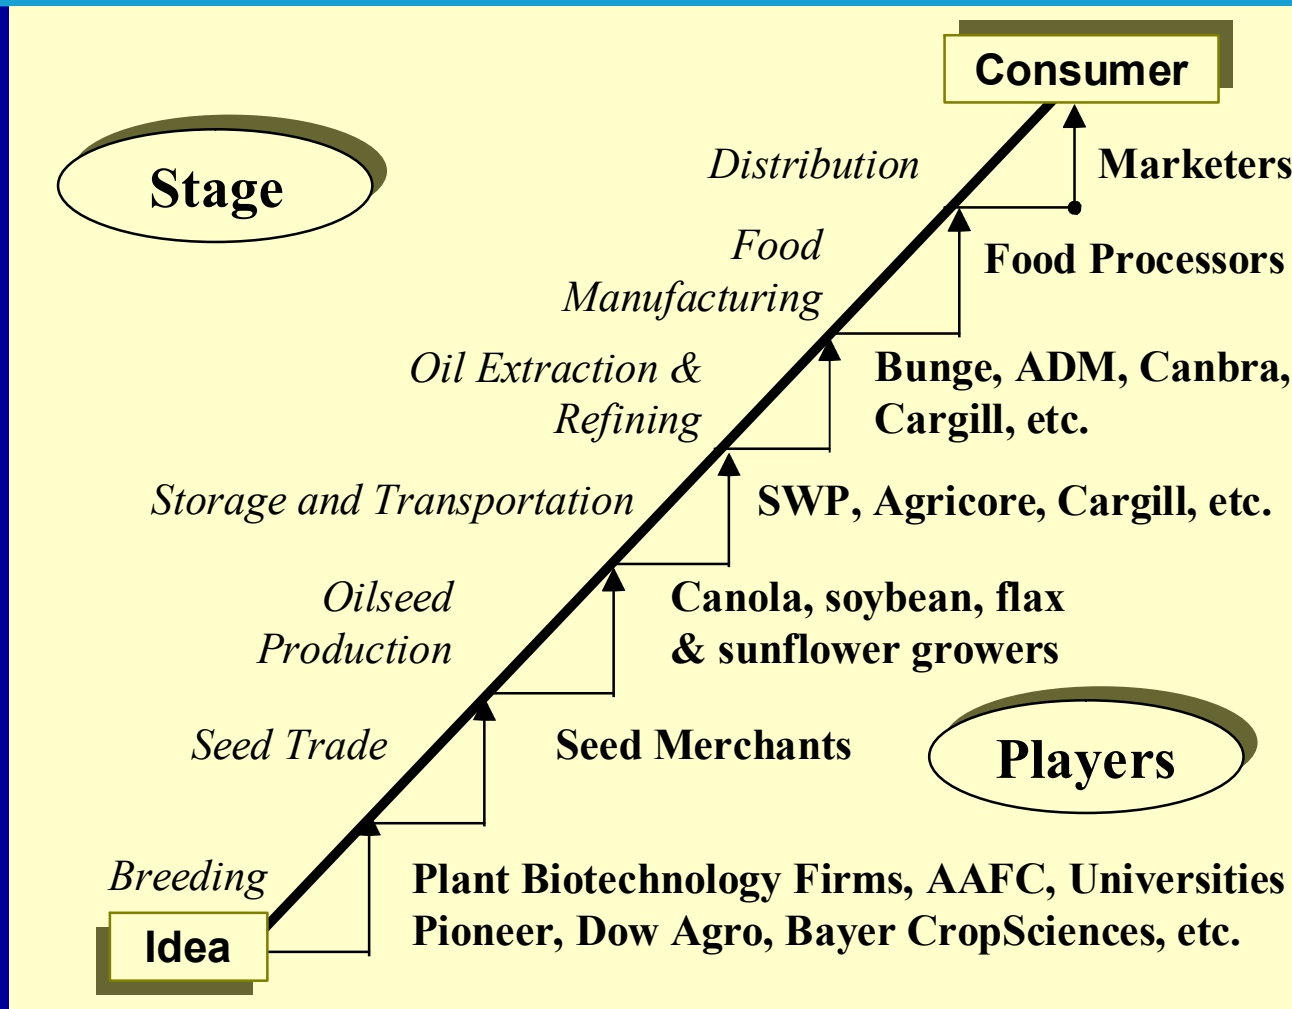 Consumer
Stage
Distribution
Marketers
Food
Manufacturing
Food Processors
Oil Extraction &
Refining
Bunge, ADM, Canbra,
Cargill, etc.
Storage and Transportation
SWP, Agricore, Cargill, etc.
Oilseed
Production
Canola, soybean, flax
& sunflower growers
Seed Trade
Seed Merchants
Players
Breeding
Plant Biotechnology Firms, AAFC, Universities
Pioneer, Dow Agro, Bayer CropSciences, etc.
Idea